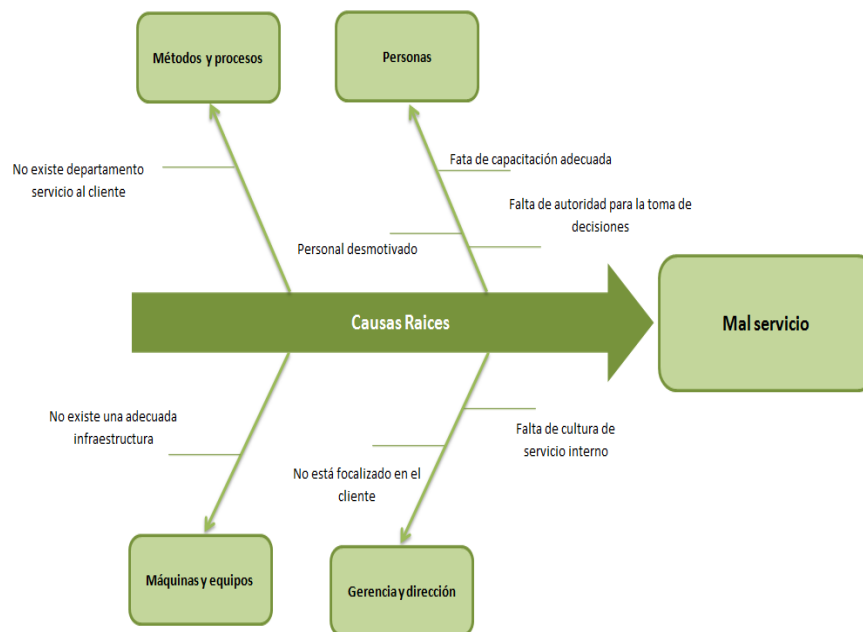 Métodos y procesos
Personas
No existe departamento
servicio al cliente
Fata de capacitación adecuada
Falta de autoridad para la toma de
decisiones
Personal desmotivado
Causas Raices
Mal servicio
No existe una adecuada
infraestructura
Falta de cultura de
servicio interno
No está focalizado en el
cliente
Máquinas y equipos
Gerencia y dirección